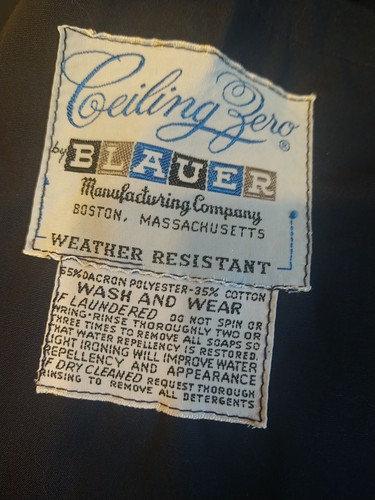 Ceiling Zero ®
by BLAUER
Manufacturing Company
BOSTON, MASSACHUSETTS
WEATHER RESISTANT
65% DACRON POLYESTER-35% COTTON
WASH AND WEAR
IF LAUNDERED DO NOT SPIN OR
WRING-RINSE THOROUGHLY TWO OR
THREE TIMES TO REMOVE ALL SOAPS SO
THAT WATER REPELLENCY IS RESTORED.
LIGHT IRONING WILL IMPROVE WATER
REPELLENCY AND APPEARANCE
IF DRY CLEANED REQUEST THOROUGH
RINSING TO REMOVE ALL DETERGENTS